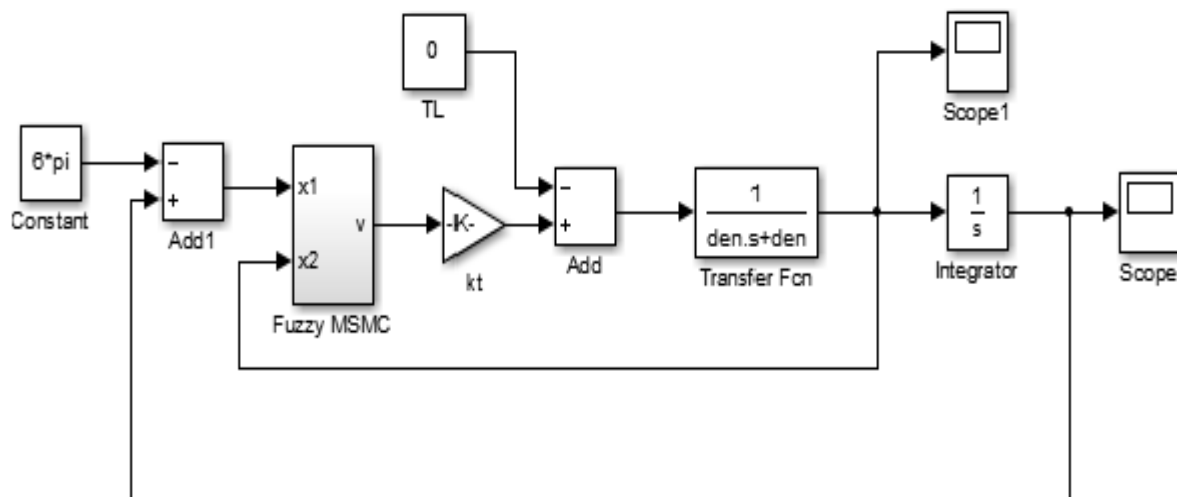 0
TL
Scope1
6*pi
Constant
−
+
Add1
x1
x2
v
Fuzzy MSMC
-K-
kt
−
+
Add
1
den.s+den
Transfer Fcn
1
s
Integrator
Scope